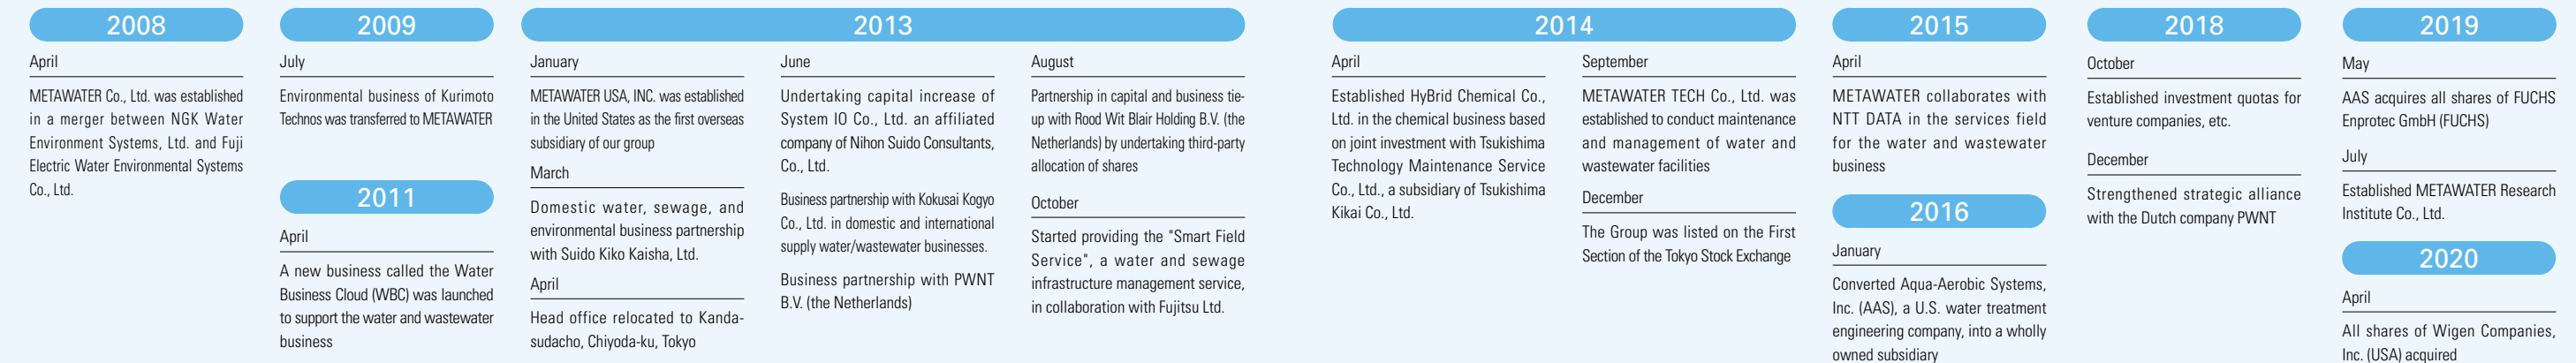 2008
April
METAWATER Co., Ltd. was established
in a merger between NGK Water
Environment Systems, Ltd. and Fuji
Electric Water Environmental Systems
Co., Ltd.
2009
July
Environmental business of Kurimoto
Technos was transferred to METAWATER
2011
April
A new business called the Water
Business Cloud (WBC) was launched
to support the water and wastewater
business
2013
January
METAWATER USA, INC. was established
in the United States as the first overseas
subsidiary of our group
March
Domestic water, sewage, and
environmental business partnership
with Suido Kiko Kaisha, Ltd.
April
Head office relocated to Kanda-
sudacho, Chiyoda-ku, Tokyo
June
Undertaking capital increase of
System IO Co., Ltd. an affiliated
company of Nihon Suido Consultants,
Co., Ltd.
Business partnership with Kokusai Kogyo
Co., Ltd. in domestic and international
supply water/wastewater businesses.
Business partnership with PWNT
B.V. (the Netherlands)
August
Partnership in capital and business tie-
up with Rood Wit Blair Holding B.V. (the
Netherlands) by undertaking third-party
allocation of shares
October
Started providing the "Smart Field
Service", a water and sewage
infrastructure management service,
in collaboration with Fujitsu Ltd.
2014
April
Established HyBrid Chemical Co.,
Ltd. in the chemical business based
on joint investment with Tsukishima
Technology Maintenance Service
Co., Ltd., a subsidiary of Tsukishima
Kikai Co., Ltd.
September
METAWATER TECH Co., Ltd. was
established to conduct maintenance
and management of water and
wastewater facilities
December
The Group was listed on the First
Section of the Tokyo Stock Exchange
2015
April
METAWATER collaborates with
NTT DATA in the services field
for the water and wastewater
business
2016
January
Converted Aqua-Aerobic Systems,
Inc. (AAS), a U.S. water treatment
engineering company, into a wholly
owned subsidiary
2018
October
Established investment quotas for
venture companies, etc.
December
Strengthened strategic alliance
with the Dutch company PWNT
2019
May
AAS acquires all shares of FUCHS
Enprotec GmbH (FUCHS)
July
Established METAWATER Research
Institute Co., Ltd.
2020
April
All shares of Wigen Companies,
Inc. (USA) acquired